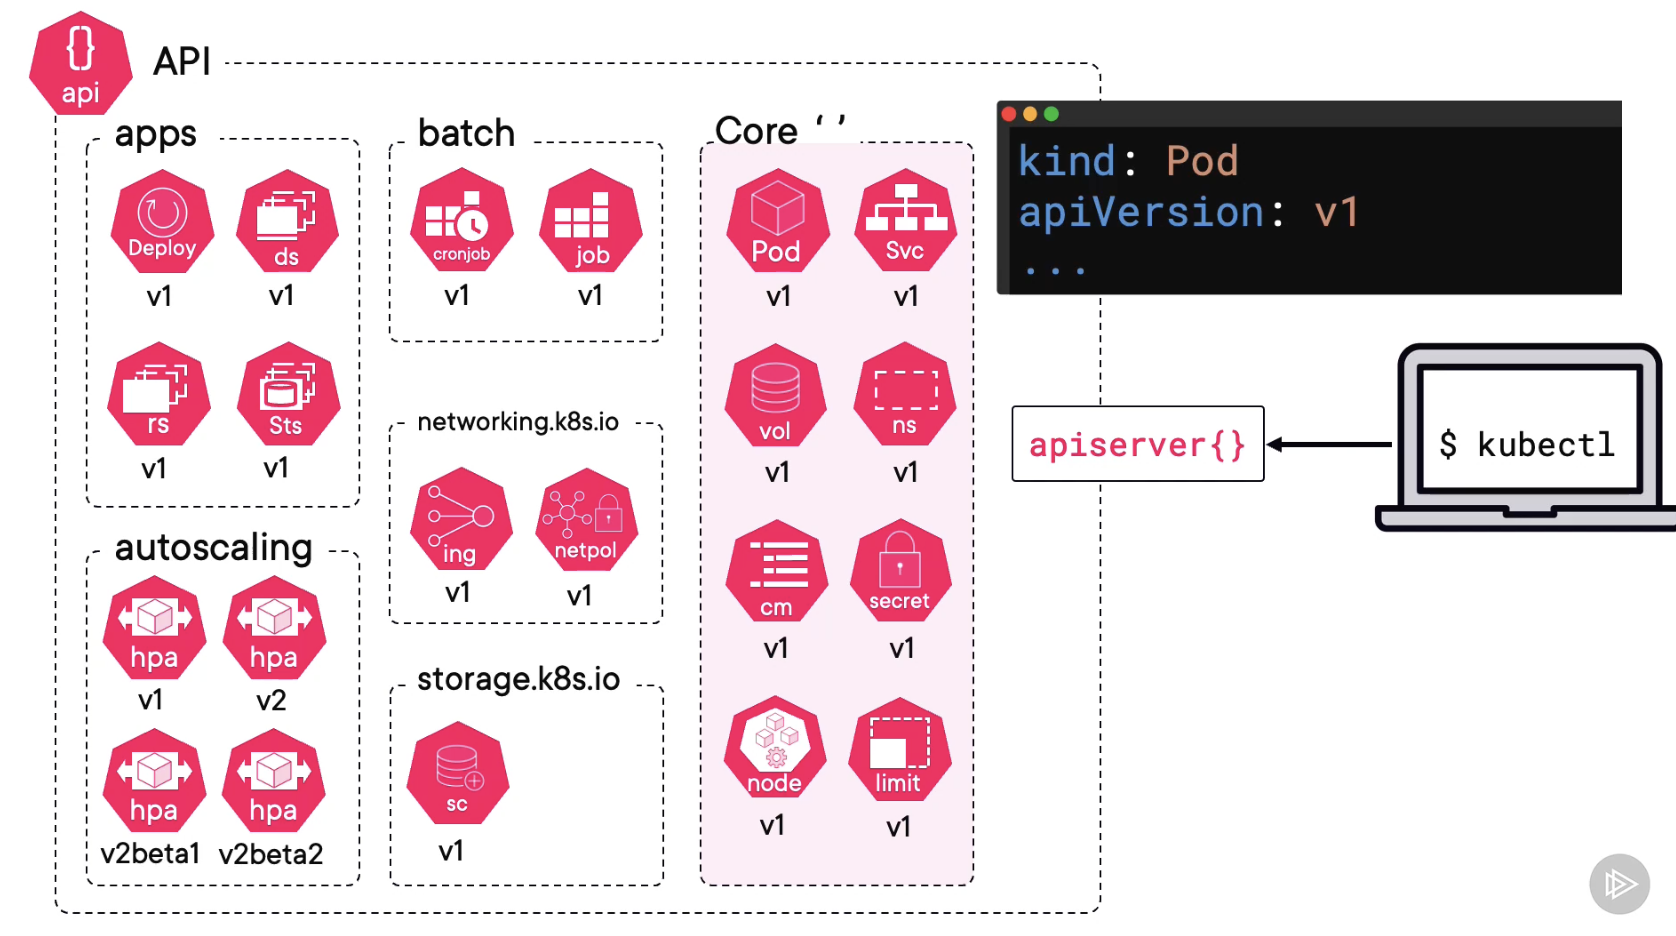 {}
api
API
apps
Deploy
v1
ds
v1
rs
v1
Sts
v1
batch
cronjob
v1
job
v1
Core ‘ ’
Pod
v1
Svc
v1
vol
v1
ns
v1
cm
v1
secret
v1
node
v1
limit
v1
networking.k8s.io
ing
v1
netpol
v1
autoscaling
hpa
v1
hpa
v2
hpa
v2beta1
hpa
v2beta2
storage.k8s.io
sc
v1
kind: Pod
apiVersion: v1
...
apiserver{}
$ kubectl